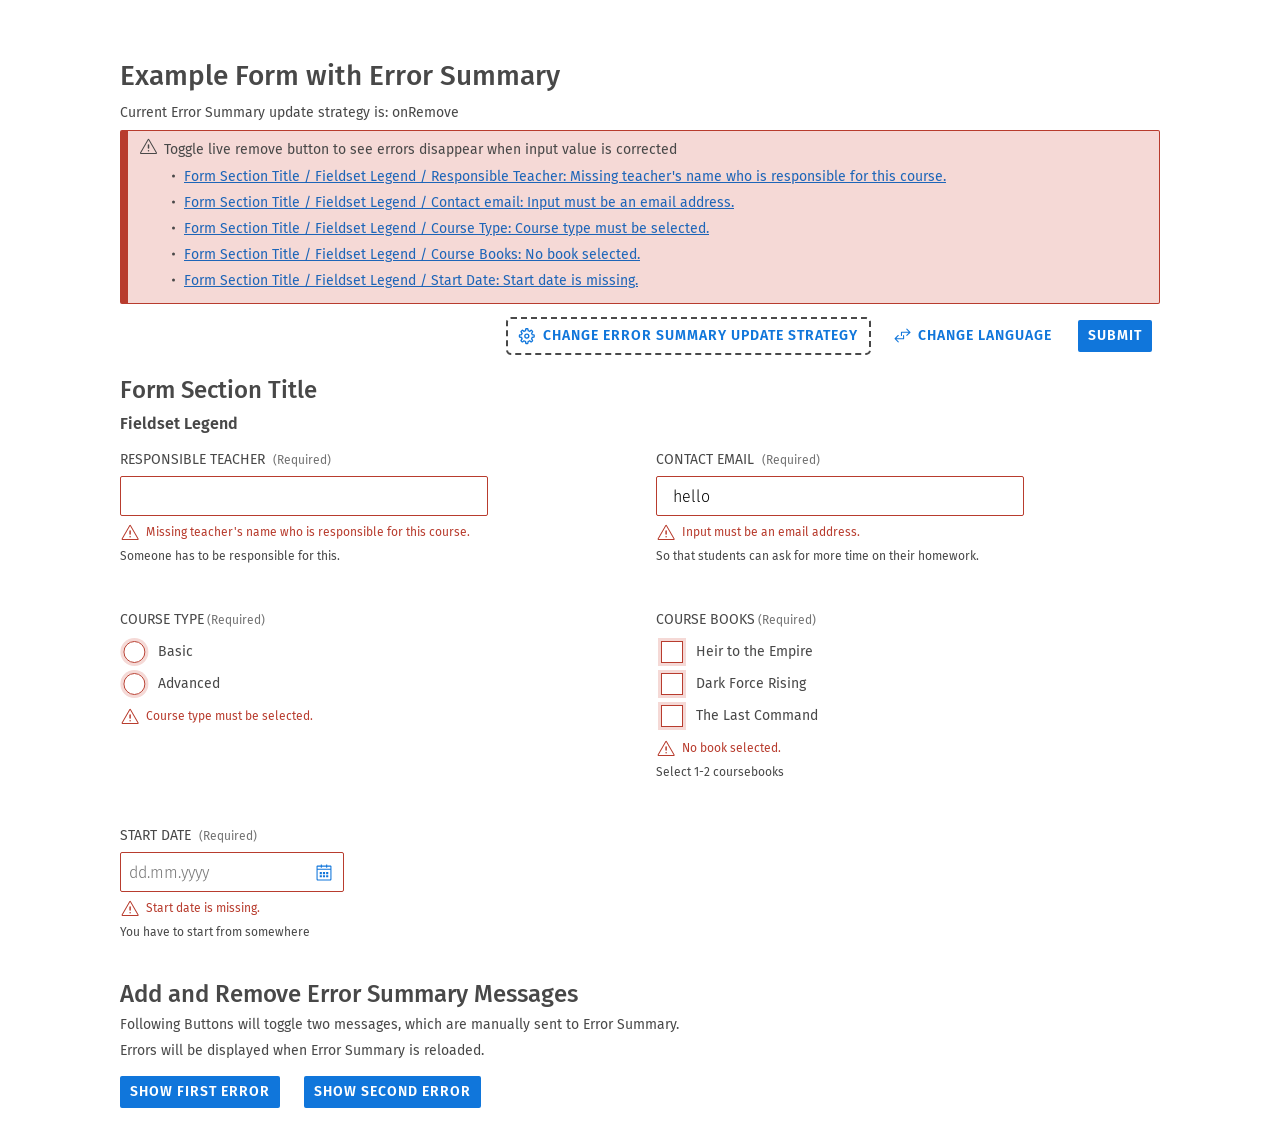 Example Form with Error Summary
Current Error Summary update strategy is: onRemove
Toggle live remove button to see errors disappear when input value is corrected
Form Section Title / Fieldset Legend / Responsible Teacher: Missing teacher's name who is responsible for this course.
Form Section Title / Fieldset Legend / Contact email: Input must be an email address.
Form Section Title / Fieldset Legend / Course Type: Course type must be selected.
Form Section Title / Fieldset Legend / Course Books: No book selected.
Form Section Title / Fieldset Legend / Start Date: Start date is missing.
CHANGE ERROR SUMMARY UPDATE STRATEGY
CHANGE LANGUAGE
SUBMIT
Form Section Title
Fieldset Legend
RESPONSIBLE TEACHER (Required)
Missing teacher's name who is responsible for this course.
Someone has to be responsible for this.
CONTACT EMAIL (Required)
hello
Input must be an email address.
So that students can ask for more time on their homework.
COURSE TYPE (Required)
Basic
Advanced
Course type must be selected.
COURSE BOOKS (Required)
Heir to the Empire
Dark Force Rising
The Last Command
No book selected.
Select 1-2 coursebooks
START DATE (Required)
dd.mm.yyyy
Start date is missing.
You have to start from somewhere
Add and Remove Error Summary Messages
Following Buttons will toggle two messages, which are manually sent to Error Summary.
Errors will be displayed when Error Summary is reloaded.
SHOW FIRST ERROR
SHOW SECOND ERROR